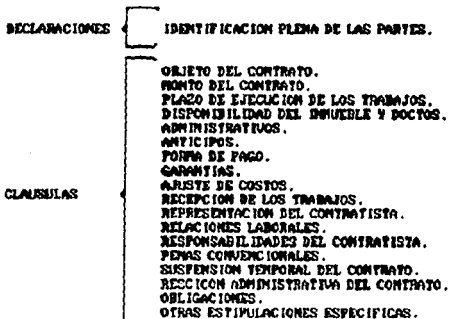 DECLARACIONES
IDENTIFICACION PLENA DE LAS PARTES.
CLAUSULAS
OBJETO DEL CONTRATO.
MONTO DEL CONTRATO.
PLAZO DE EJECUCION DE LOS TRABAJOS.
DISPONIBILIDAD DEL INMUEBLE Y DOCTOS.
ADMINISTRATIVOS.
ANTICIPOS.
FORMA DE PAGO.
GARANTIAS.
AJUSTE DE COSTOS.
RECEPCION DE LOS TRABAJOS.
REPRESENTACION DEL CONTRATISTA.
RELACIONES LABORALES.
RESPONSABILIDADES DEL CONTRATISTA.
PENAS CONVENCIONALES.
SUSPENSION TEMPORAL DEL CONTRATO.
RESCICON ADMINISTRATIVA DEL CONTRATO.
OBLIGACIONES.
OTRAS ESTIPULACIONES ESPECIFICAS.